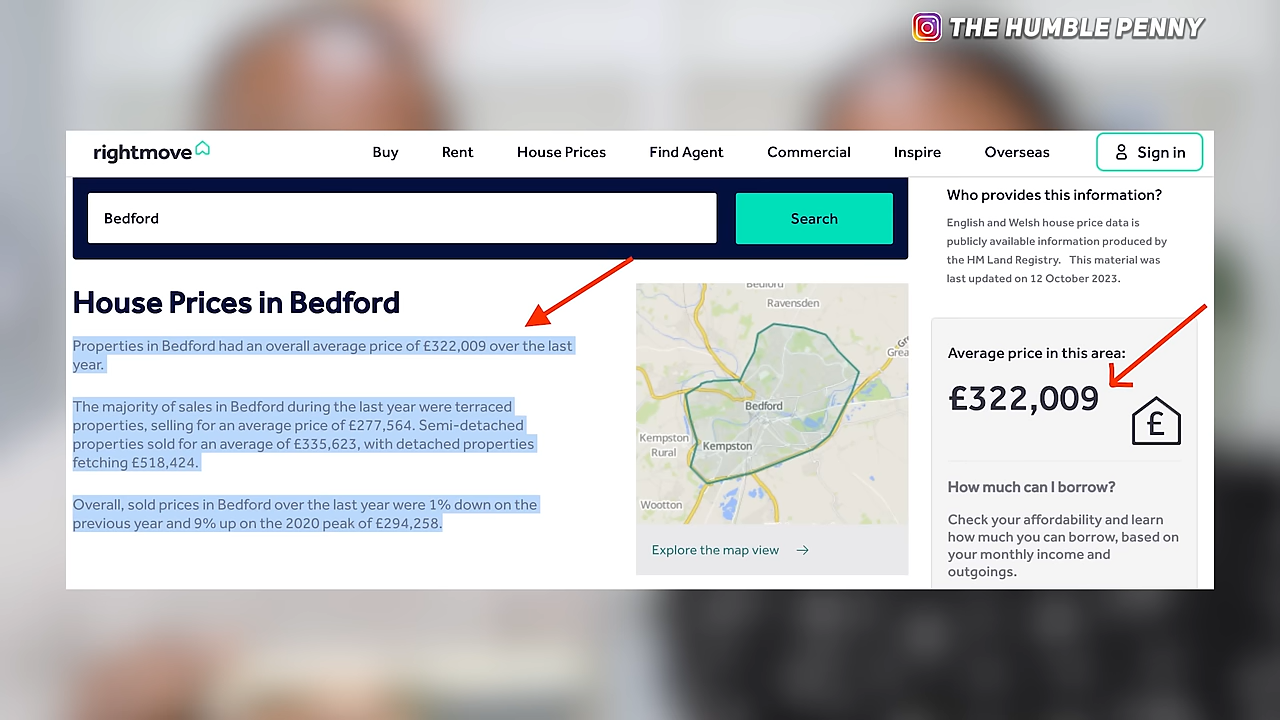 THE HUMBLE PENNY
rightmove
Buy
Rent
House Prices
Find Agent
Commercial
Inspire
Overseas
Sign in
Bedford
Search
House Prices in Bedford
Properties in Bedford had an overall average price of £322,009 over the last
year.
The majority of sales in Bedford during the last year were terraced
properties, selling for an average price of £277,564. Semi-detached
properties sold for an average of £335,623, with detached properties
fetching £518,424.
Overall, sold prices in Bedford over the last year were 1% down on the
previous year and 9% up on the 2020 peak of £294,258.
Bedford
Ravensden
Bedford
Kempston
Kempston
Rural
Wootton
Explore the map view
Who provides this information?
English and Welsh house price data is
publicly available information produced by
the HM Land Registry. This material was
last updated on 12 October 2023.
Average price in this area:
£322,009
£
How much can I borrow?
Check your affordability and learn
how much you can borrow, based on
your monthly income and
outgoings.